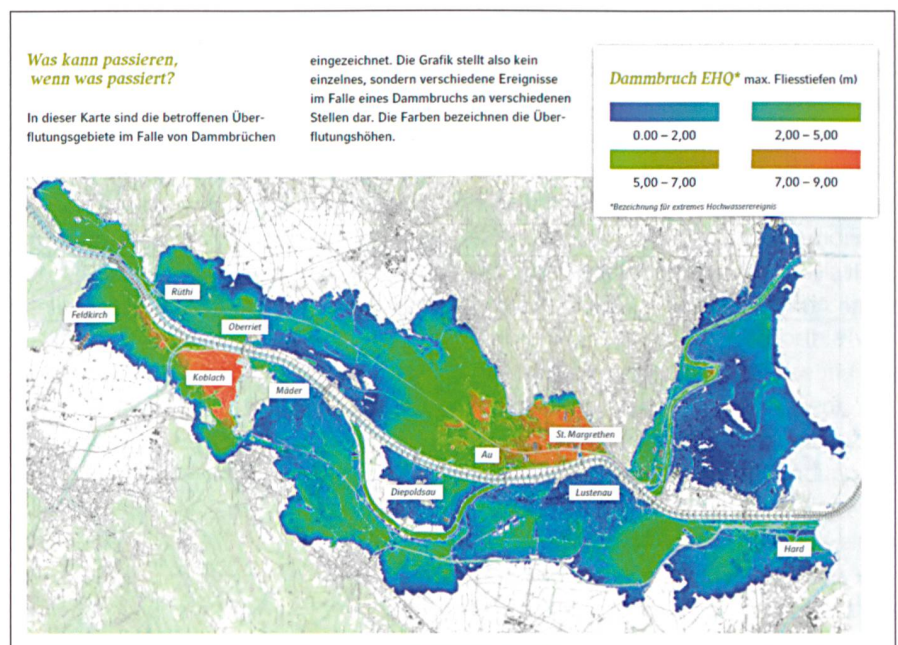 Was kann passieren,
wenn was passiert?
In dieser Karte sind die betroffenen Über-
flutungsgebiete im Falle von Dammbrüchen
eingezeichnet. Die Grafik stellt also kein
einzelnes, sondern verschiedene Ereignisse
im Falle eines Dammbruchs an verschiedenen
Stellen dar. Die Farben bezeichnen die Über-
flutungshöhen.
Dammbruch EHQ* max. Fliesstiefen (m)
0.00 – 2,00
2,00 – 5,00
5,00 – 7,00
7,00 – 9,00
*Bezeichnung für extremes Hochwasserereignis
Rüthi
Feldkirch
Oberriet
Koblach
Mäder
St. Margrethen
Au
Diepoldsau
Lustenau
Hard